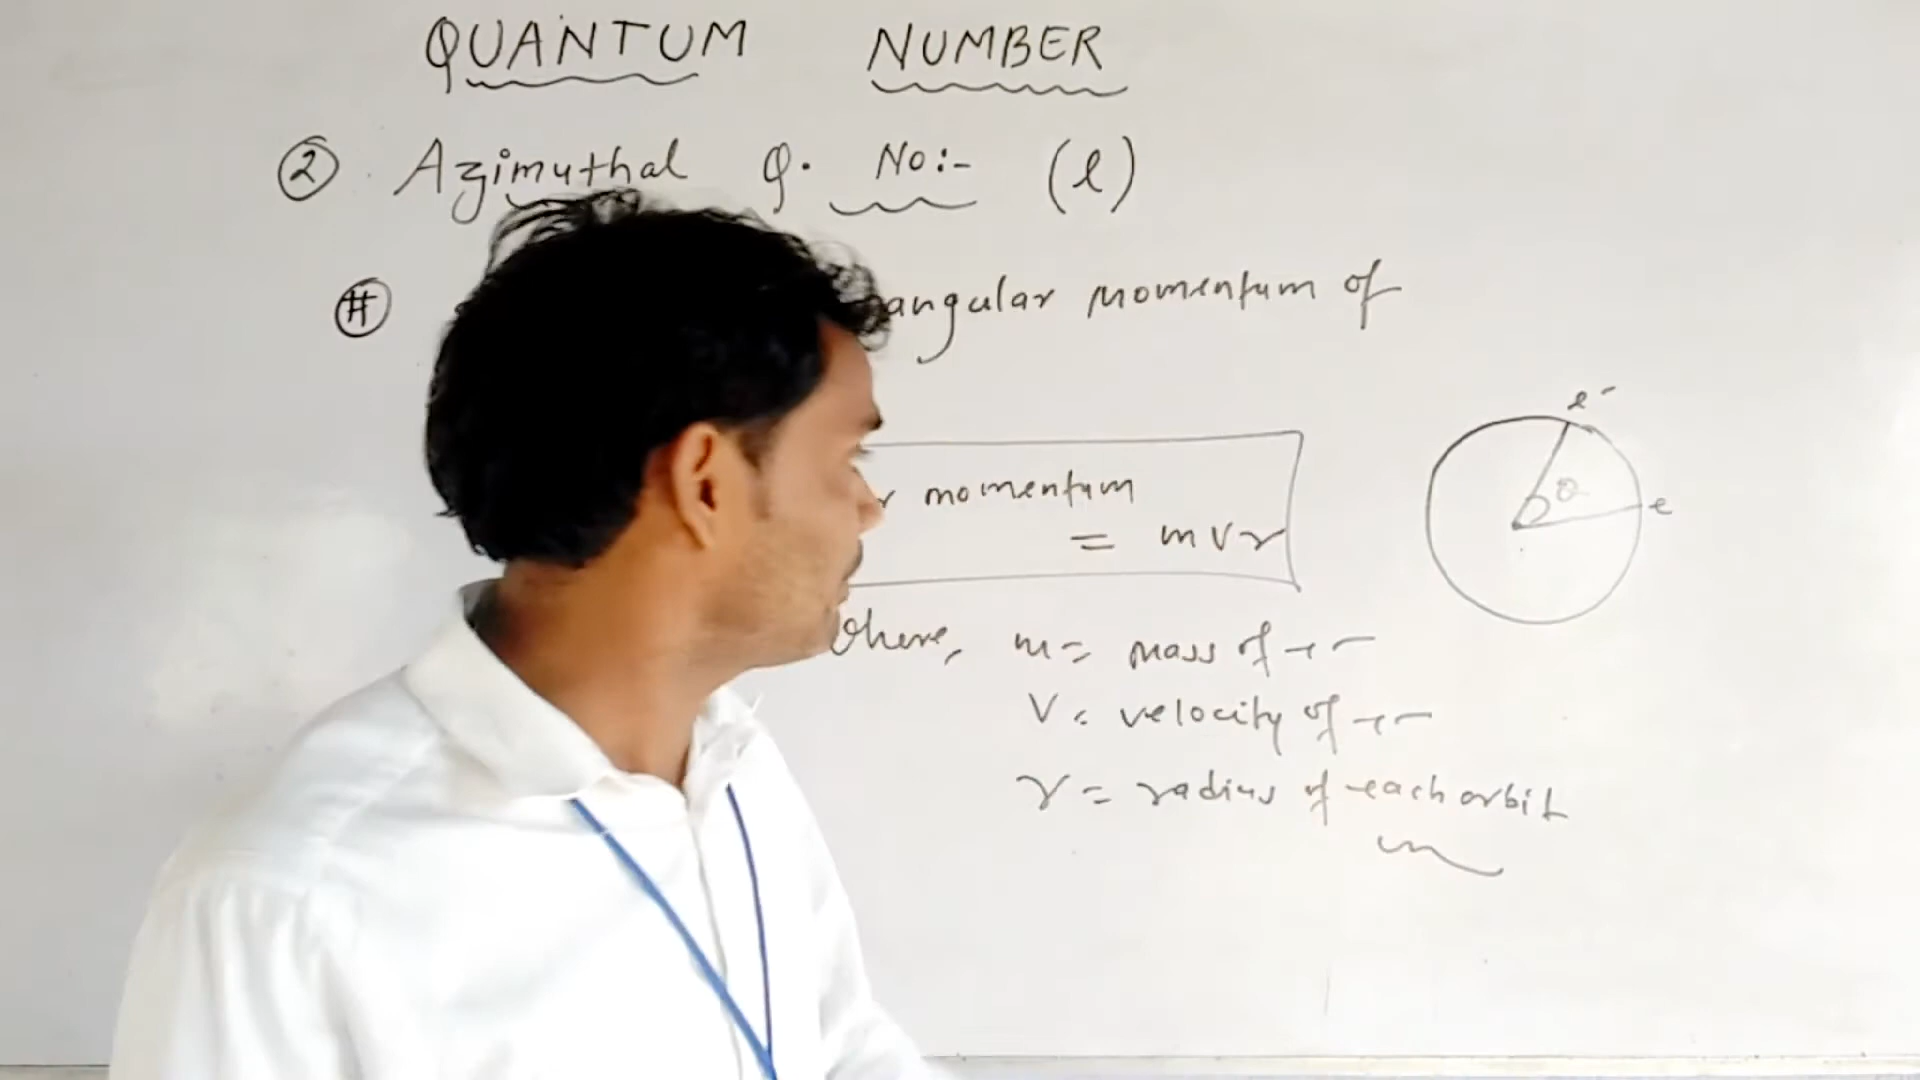 QUANTUM NUMBER
② Azimuthal Q. No:- (l)
# angular momentum of
momentum
= mvr
Where, m = mass of e-
V = velocity of e-
r = radius of each orbit
e-
θ
e